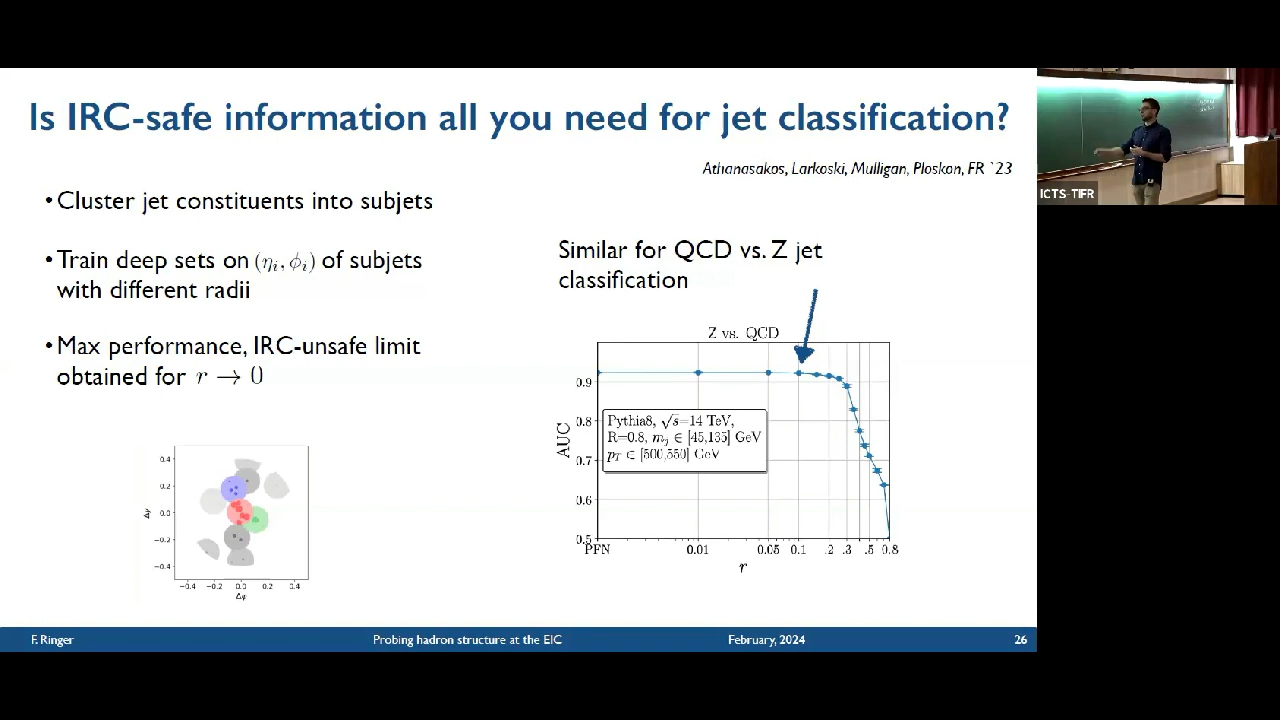 Is IRC-safe information all you need for jet classification?
Athanasakos, Larkoski, Mulligan, Ploskon, FR `23
• Cluster jet constituents into subjets
• Train deep sets on (η_i, ϕ_i) of subjets
with different radii
• Max performance, IRC-unsafe limit
obtained for r → 0
Similar for QCD vs. Z jet
classification
Z vs. QCD
0.9
0.8
0.7
0.6
0.5
AUC
Pythia8, √s=14 TeV,
R=0.8, m_j ∈ [45,135] GeV
p_T ∈ [500,550] GeV
PFN 0.01 0.05 0.1 .2 .3 .5 0.8
r
0.4
0.2
0.0
−0.2
−0.4
Δy
−0.4 −0.2 0.0 0.2 0.4
Δφ
ICTS-TIFR
F. Ringer Probing hadron structure at the EIC February, 2024 26